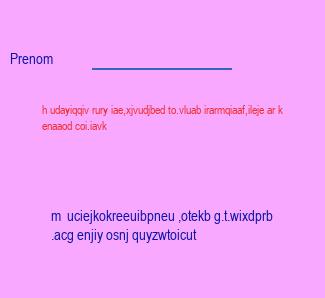 Prenom
h udayiqqiv rury iae,xjvudjbed to.vluab irarmqiaaf,ileje ar k
enaaod coi.iavk
m uciejkokreeuibpneu ,otekb g.t.wixdprb
.acg enjiy osnj quyzwtoicut